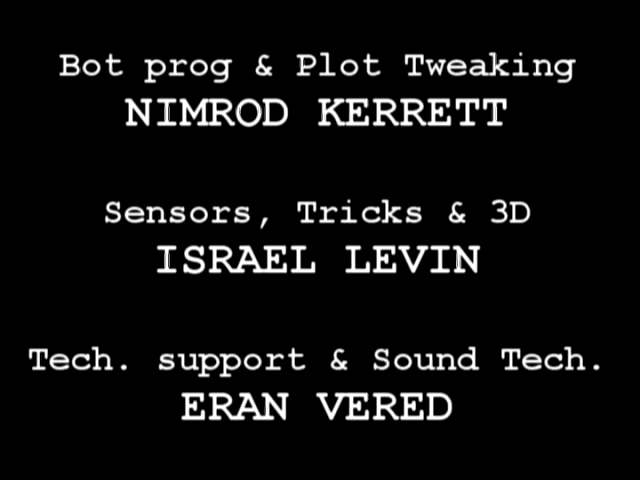 Bot prog & Plot Tweaking
NIMROD KERRETT
Sensors, Tricks & 3D
ISRAEL LEVIN
Tech. support & Sound Tech.
ERAN VERED